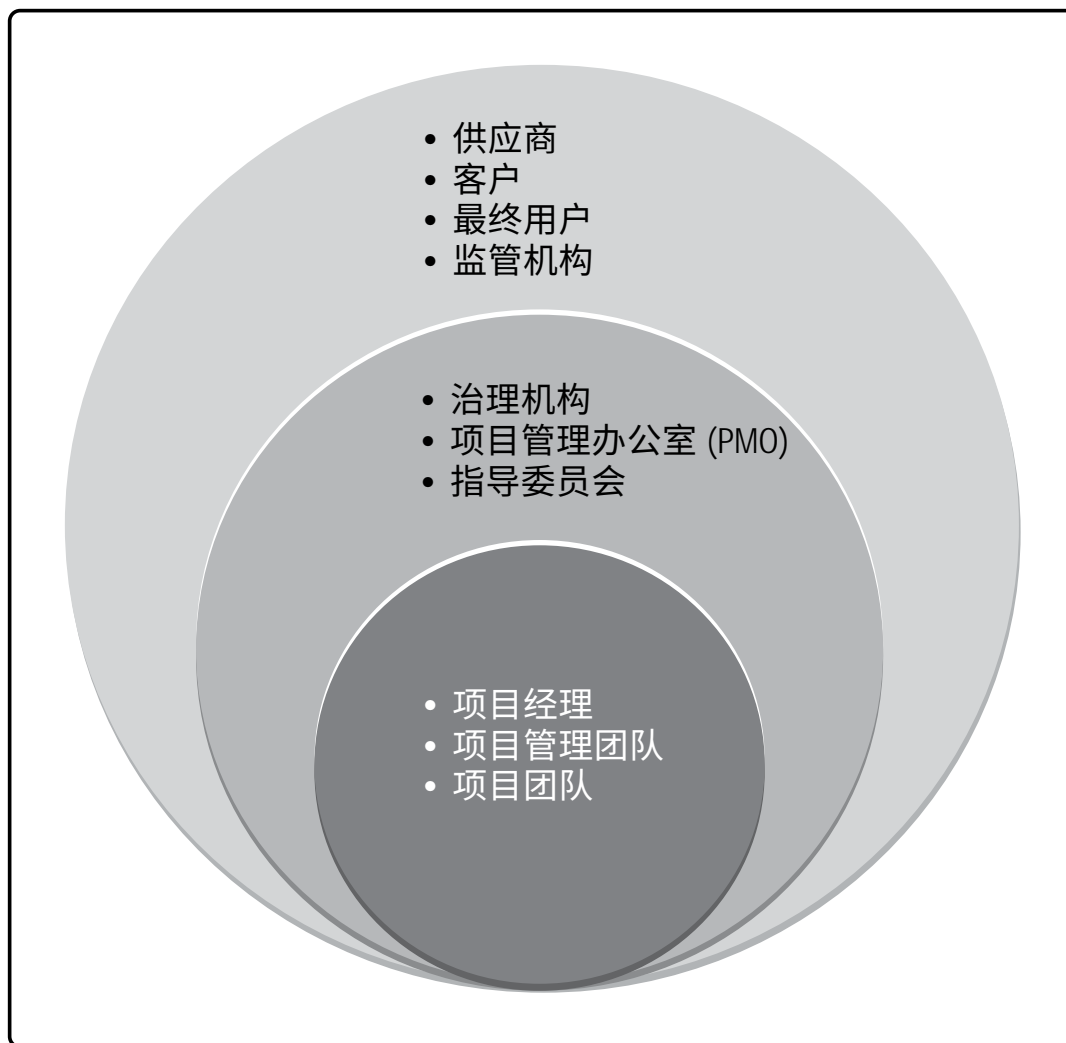 • 供应商
• 客户
• 最终用户
• 监管机构
• 治理机构
• 项目管理办公室 (PMO)
• 指导委员会
• 项目经理
• 项目管理团队
• 项目团队